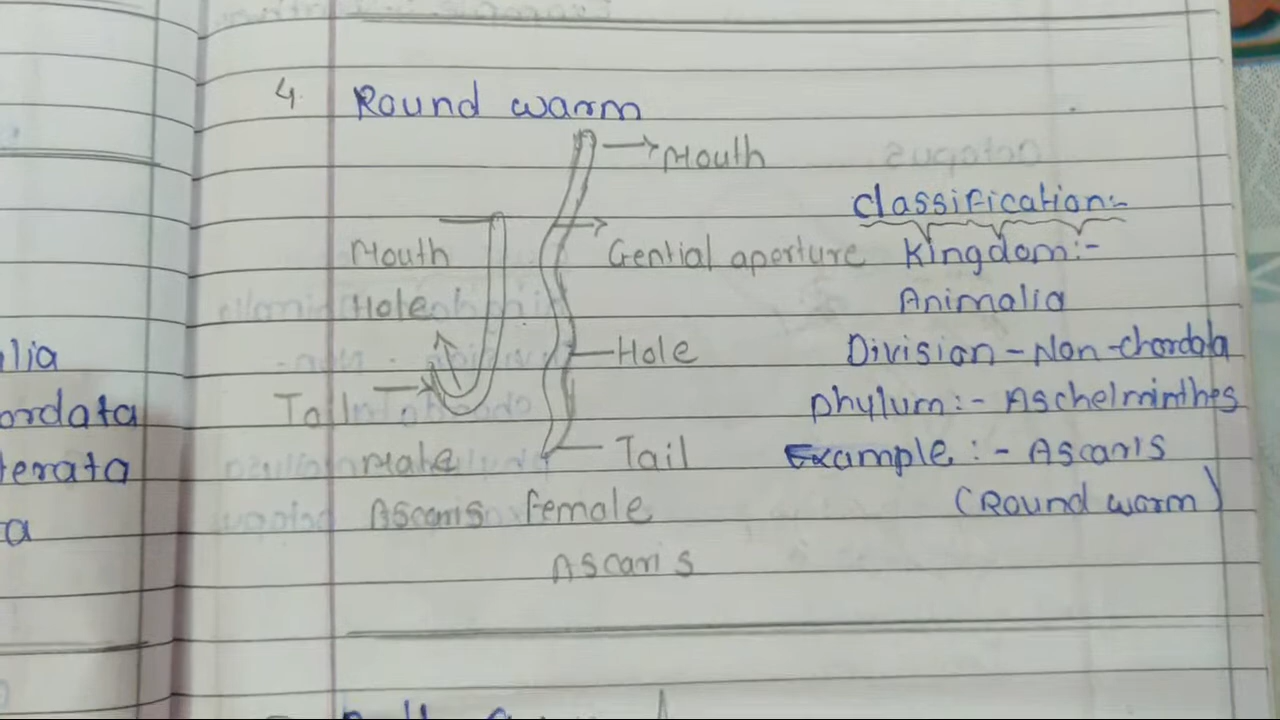 4. Round warm
Mouth
classification:-
Mouth
Gential aperture
Kingdom:-
Hole
Animalia
lia
Hole
Division - Non-chordata
ordata
Tail
phylum:- Aschelminthes
terata
Male
Tail
Example :- Ascaris
a
Ascaris
Female
(Round warm)
Ascaris